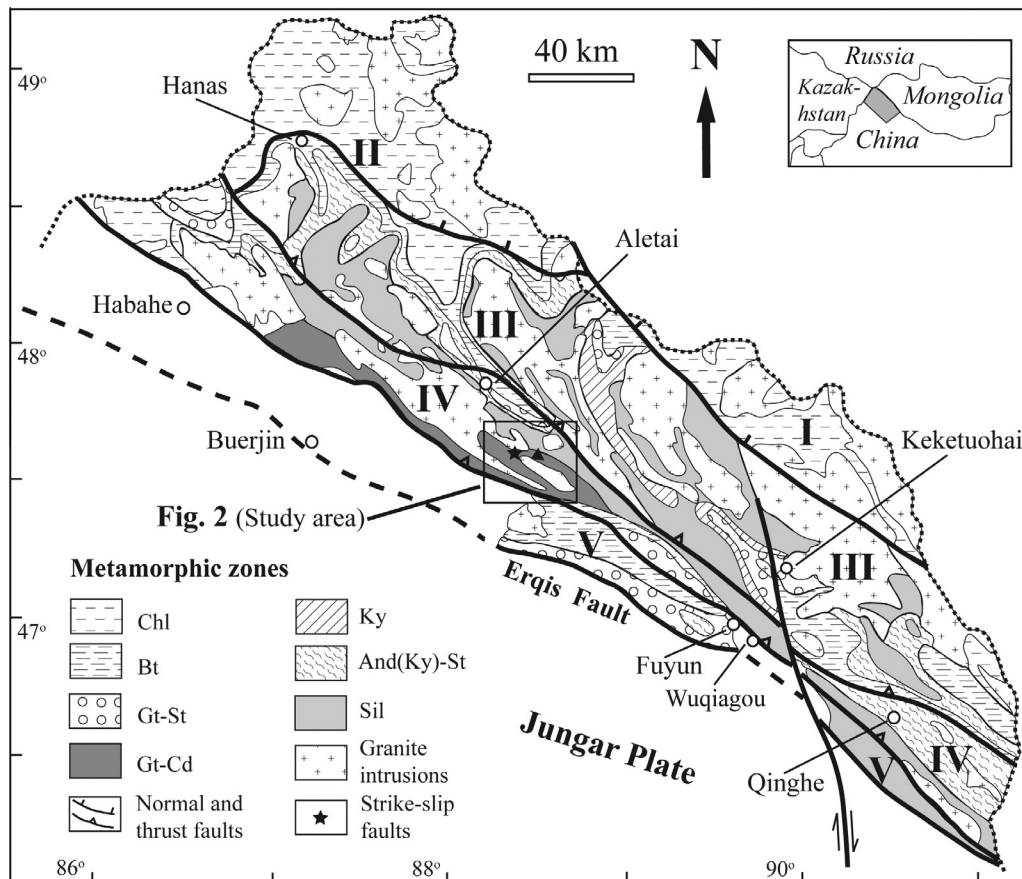 49°
48°
47°
86°
88°
90°
40 km
N
Russia
Kazak-
hstan
Mongolia
China
Hanas
II
Aletai
Habahe
III
IV
I
Keketuohai
Buerjin
Fig. 2 (Study area)
V
III
Erqis Fault
Fuyun
Wuqiagou
Jungar Plate
Qinghe
IV
V
Metamorphic zones
Chl
Bt
Gt-St
Gt-Cd
Normal and
thrust faults
Ky
And(Ky)-St
Sil
Granite
intrusions
Strike-slip
faults